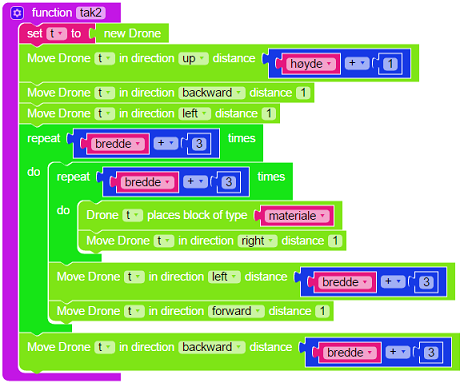 function tak2
set t to new Drone
Move Drone t in direction up distance høyde + 1
Move Drone t in direction backward distance 1
Move Drone t in direction left distance 1
repeat bredde + 3 times
do repeat bredde + 3 times
do Drone t places block of type materiale
Move Drone t in direction right distance 1
Move Drone t in direction left distance bredde + 3
Move Drone t in direction forward distance 1
Move Drone t in direction backward distance bredde + 3